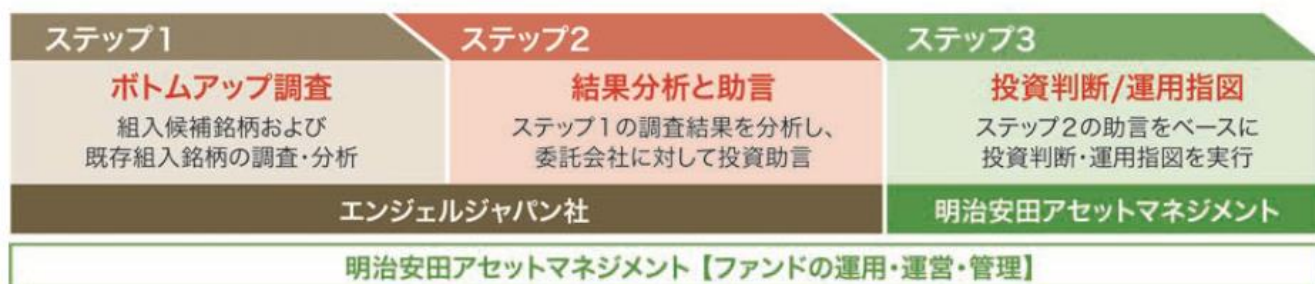 ステップ1
ボトムアップ調査
組入候補銘柄および
既存組入銘柄の調査・分析
ステップ2
結果分析と助言
ステップ1の調査結果を分析し、
委託会社に対して投資助言
ステップ3
投資判断/運用指図
ステップ2の助言をベースに
投資判断・運用指図を実行
エンジェルジャパン社
明治安田アセットマネジメント
明治安田アセットマネジメント【ファンドの運用・運営・管理】